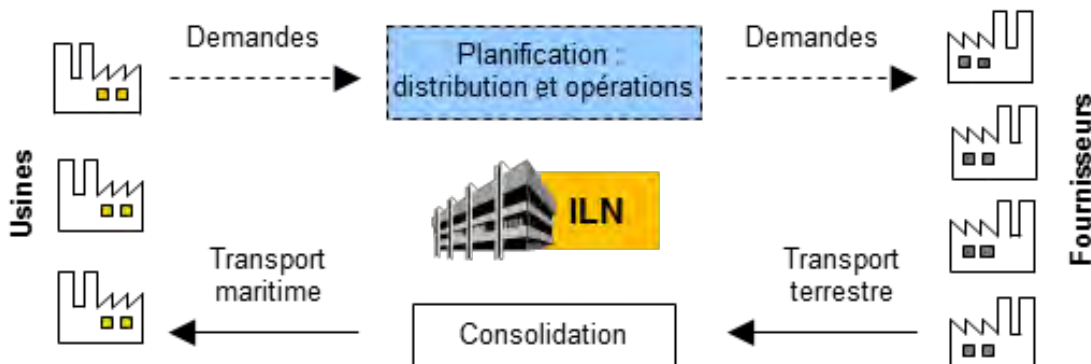 Demandes
Planification :
distribution et opérations
Demandes
Usines
ILN
Fournisseurs
Transport
maritime
Transport
terrestre
Consolidation